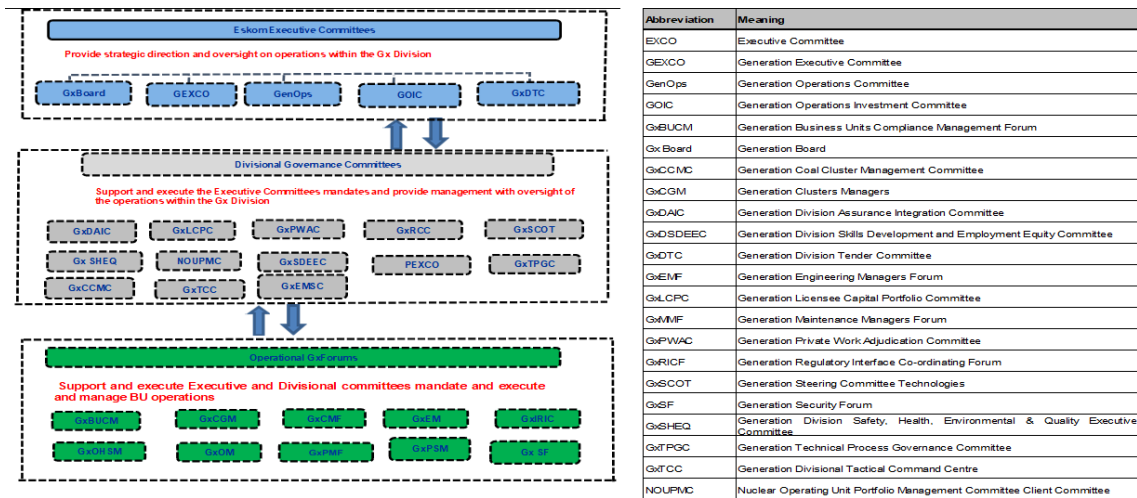 Eskom Executive Committees
Provide strategic direction and oversight on operations within the Gx Division
GxBoard
GEXCO
GenOps
GOIC
GxDTC
Divisional Governance Committees
Support and execute the Executive Committees mandates and provide management with oversight of
the operations within the Gx Division
GxDAIC
GxLCPC
GxPWAC
GxRCC
GxSCOT
Gx SHEQ
NOUPMC
GxSDEEC
PEXCO
GxTPGC
GxCCMC
GxTCC
GxEMSC
Operational GxForums
Support and execute Executive and Divisional committees mandate and execute
and manage BU operations
GxBUCM
GxCGM
GxCMF
GxEM
GxIRIC
GxOHSM
GxOM
GxPMF
GxPSM
Gx SF
Abbreviation Meaning
EXCO Executive Committee
GEXCO Generation Executive Committee
GenOps Generation Operations Committee
GOIC Generation Operations Investment Committee
GxBUCM Generation Business Units Compliance Management Forum
Gx Board Generation Board
GxCCMC Generation Coal Cluster Management Committee
GxCGM Generation Clusters Managers
GxDAIC Generation Division Assurance Integration Committee
GxDSDEEC Generation Division Skills Development and Employment Equity Committee
GxDTC Generation Division Tender Committee
GxEMF Generation Engineering Managers Forum
GxLCPC Generation Licensee Capital Portfolio Committee
GxMMF Generation Maintenance Managers Forum
GxPWAC Generation Private Work Adjudication Committee
GxRICF Generation Regulatory Interface Co-ordinating Forum
GxSCOT Generation Steering Committee Technologies
GxSF Generation Security Forum
GxSHEQ Generation Division Safety, Health, Environmental & Quality Executive
Committee
GxTPGC Generation Technical Process Governance Committee
GxTCC Generation Divisional Tactical Command Centre
NOUPMC Nuclear Operating Unit Portfolio Management Committee Client Committee